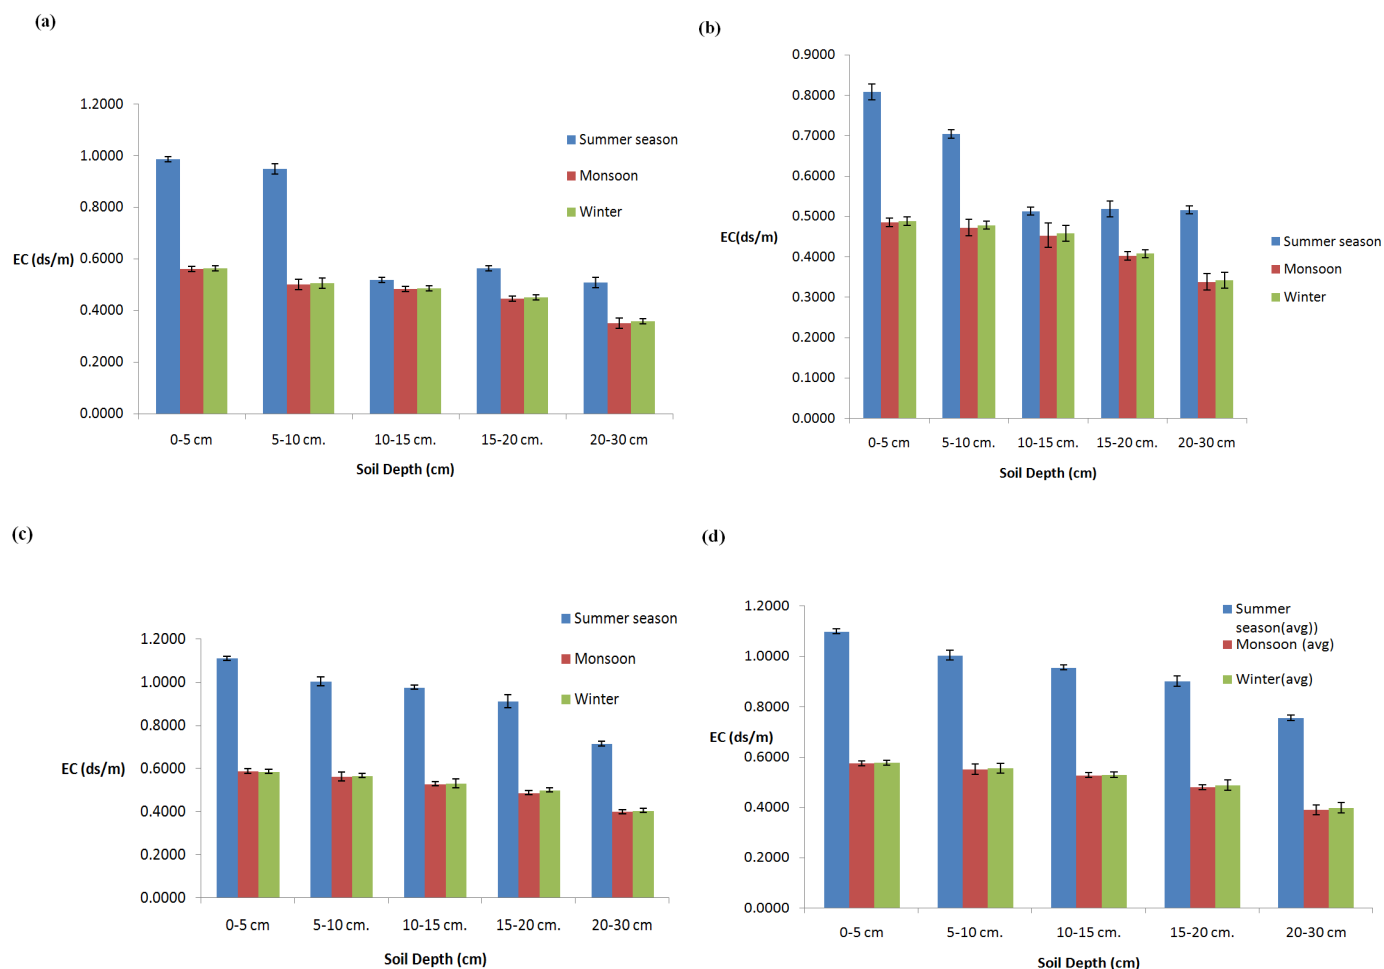 (a)
1.2000
1.0000
0.8000
0.6000
0.4000
0.2000
0.0000
EC (ds/m)
Summer season
Monsoon
Winter
0-5 cm
5-10 cm.
10-15 cm.
15-20 cm.
20-30 cm
Soil Depth (cm)
(b)
0.9000
0.8000
0.7000
0.6000
0.5000
0.4000
0.3000
0.2000
0.1000
0.0000
EC(ds/m)
Summer season
Monsoon
Winter
0-5 cm
5-10 cm.
10-15 cm.
15-20 cm.
20-30 cm
Soil Depth (cm)
(c)
1.2000
1.0000
0.8000
0.6000
0.4000
0.2000
0.0000
EC (ds/m)
Summer season
Monsoon
Winter
0-5 cm
5-10 cm.
10-15 cm.
15-20 cm.
20-30 cm
Soil Depth (cm)
(d)
1.2000
1.0000
0.8000
0.6000
0.4000
0.2000
0.0000
EC (ds/m)
Summer
season(avg))
Monsoon (avg)
Winter(avg)
0-5 cm
5-10 cm.
10-15 cm.
15-20 cm.
20-30 cm
Soil Depth (cm)